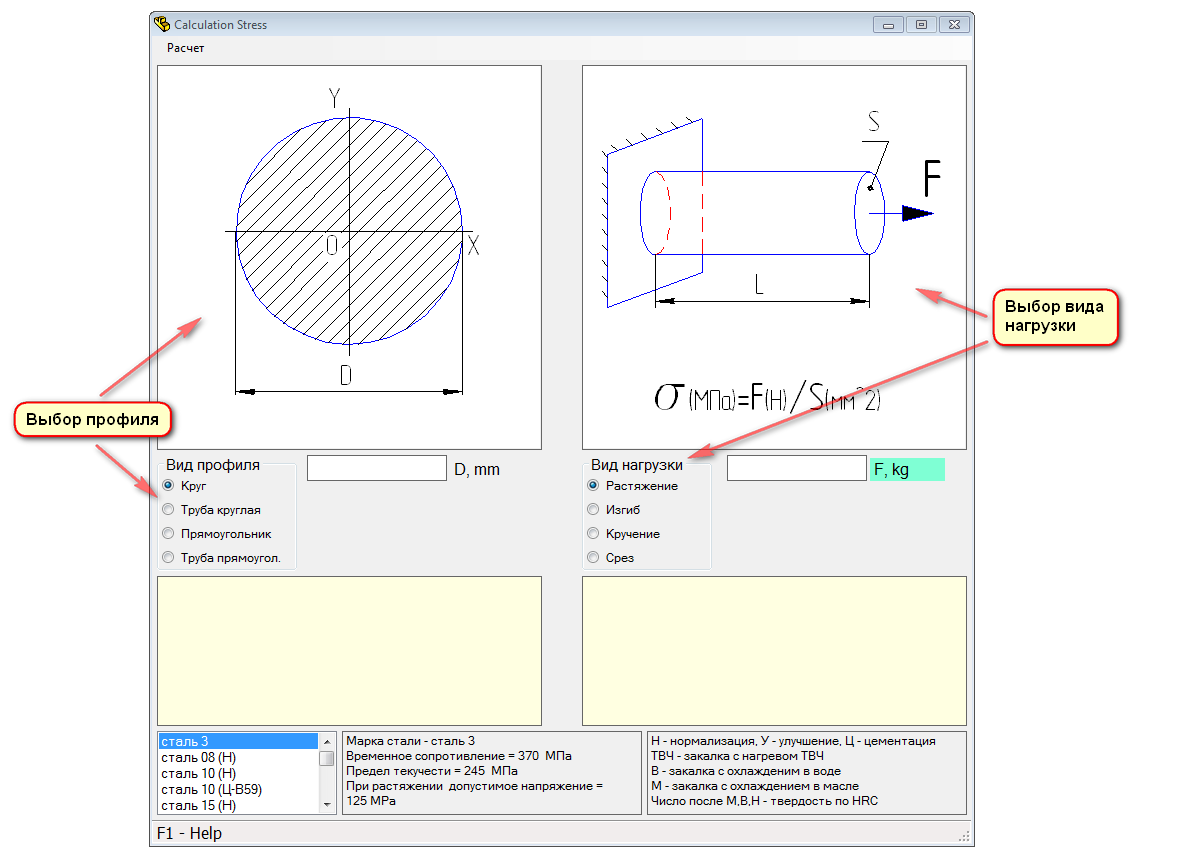 Calculation Stress
Расчет
Y
O
X
D
S
F
L
σ (МПа)=F(Н)/S(мм^2)
Выбор вида
нагрузки
Выбор профиля
Вид профиля
D, mm
Круг
Труба круглая
Прямоугольник
Труба прямоугол.
Вид нагрузки
F, kg
Растяжение
Изгиб
Кручение
Срез
сталь 3
сталь 08 (Н)
сталь 10 (Н)
сталь 10 (Ц-В59)
сталь 15 (Н)
Марка стали - сталь 3
Временное сопротивление = 370 МПа
Предел текучести = 245 МПа
При растяжении допустимое напряжение =
125 МРа
Н - нормализация, У - улучшение, Ц - цементация
ТВЧ - закалка с нагревом ТВЧ
В - закалка с охлаждением в воде
М - закалка с охлаждением в масле
Число после М,В,Н - твердость по HRC
F1 - Help